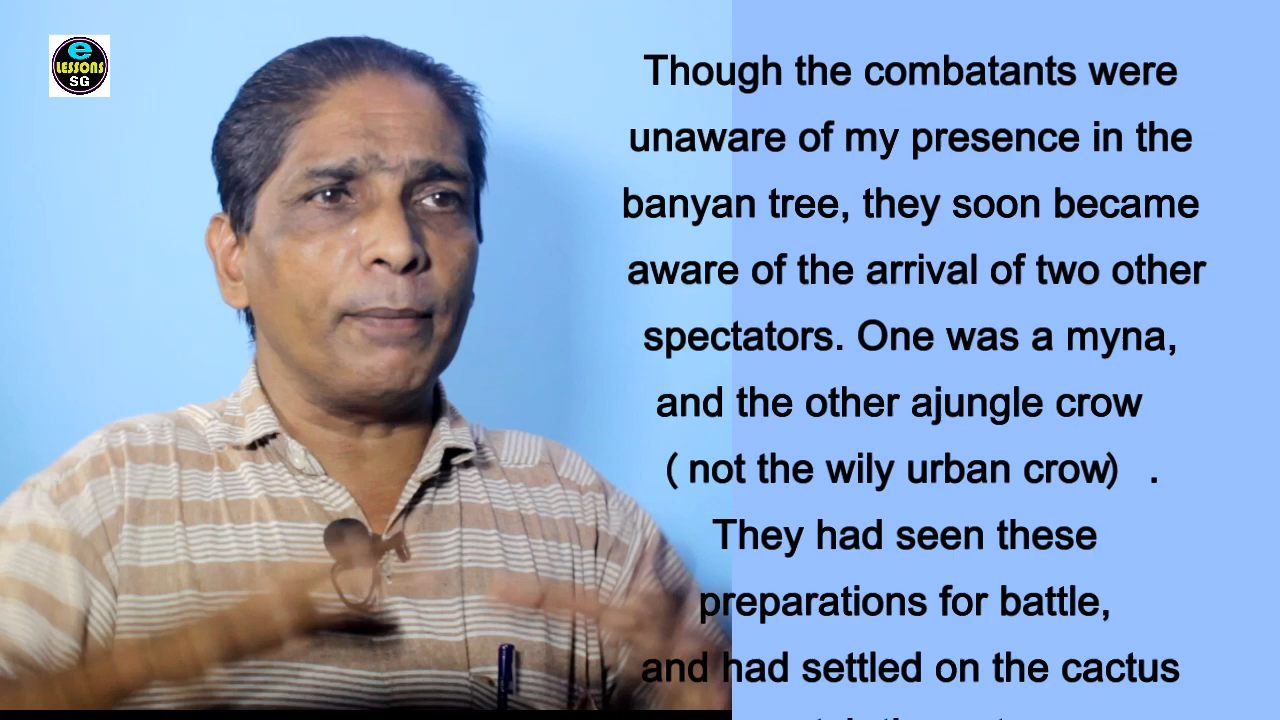 e
LESSONS
SG
Though the combatants were
unaware of my presence in the
banyan tree, they soon became
aware of the arrival of two other
spectators. One was a myna,
and the other ajungle crow
( not the wily urban crow) .
They had seen these
preparations for battle,
and had settled on the cactus